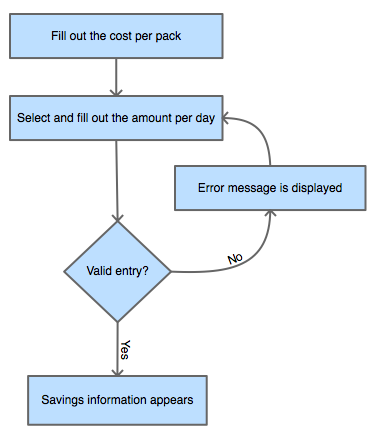 Fill out the cost per pack
Select and fill out the amount per day
Error message is displayed
Valid entry?
No
Yes
Savings information appears